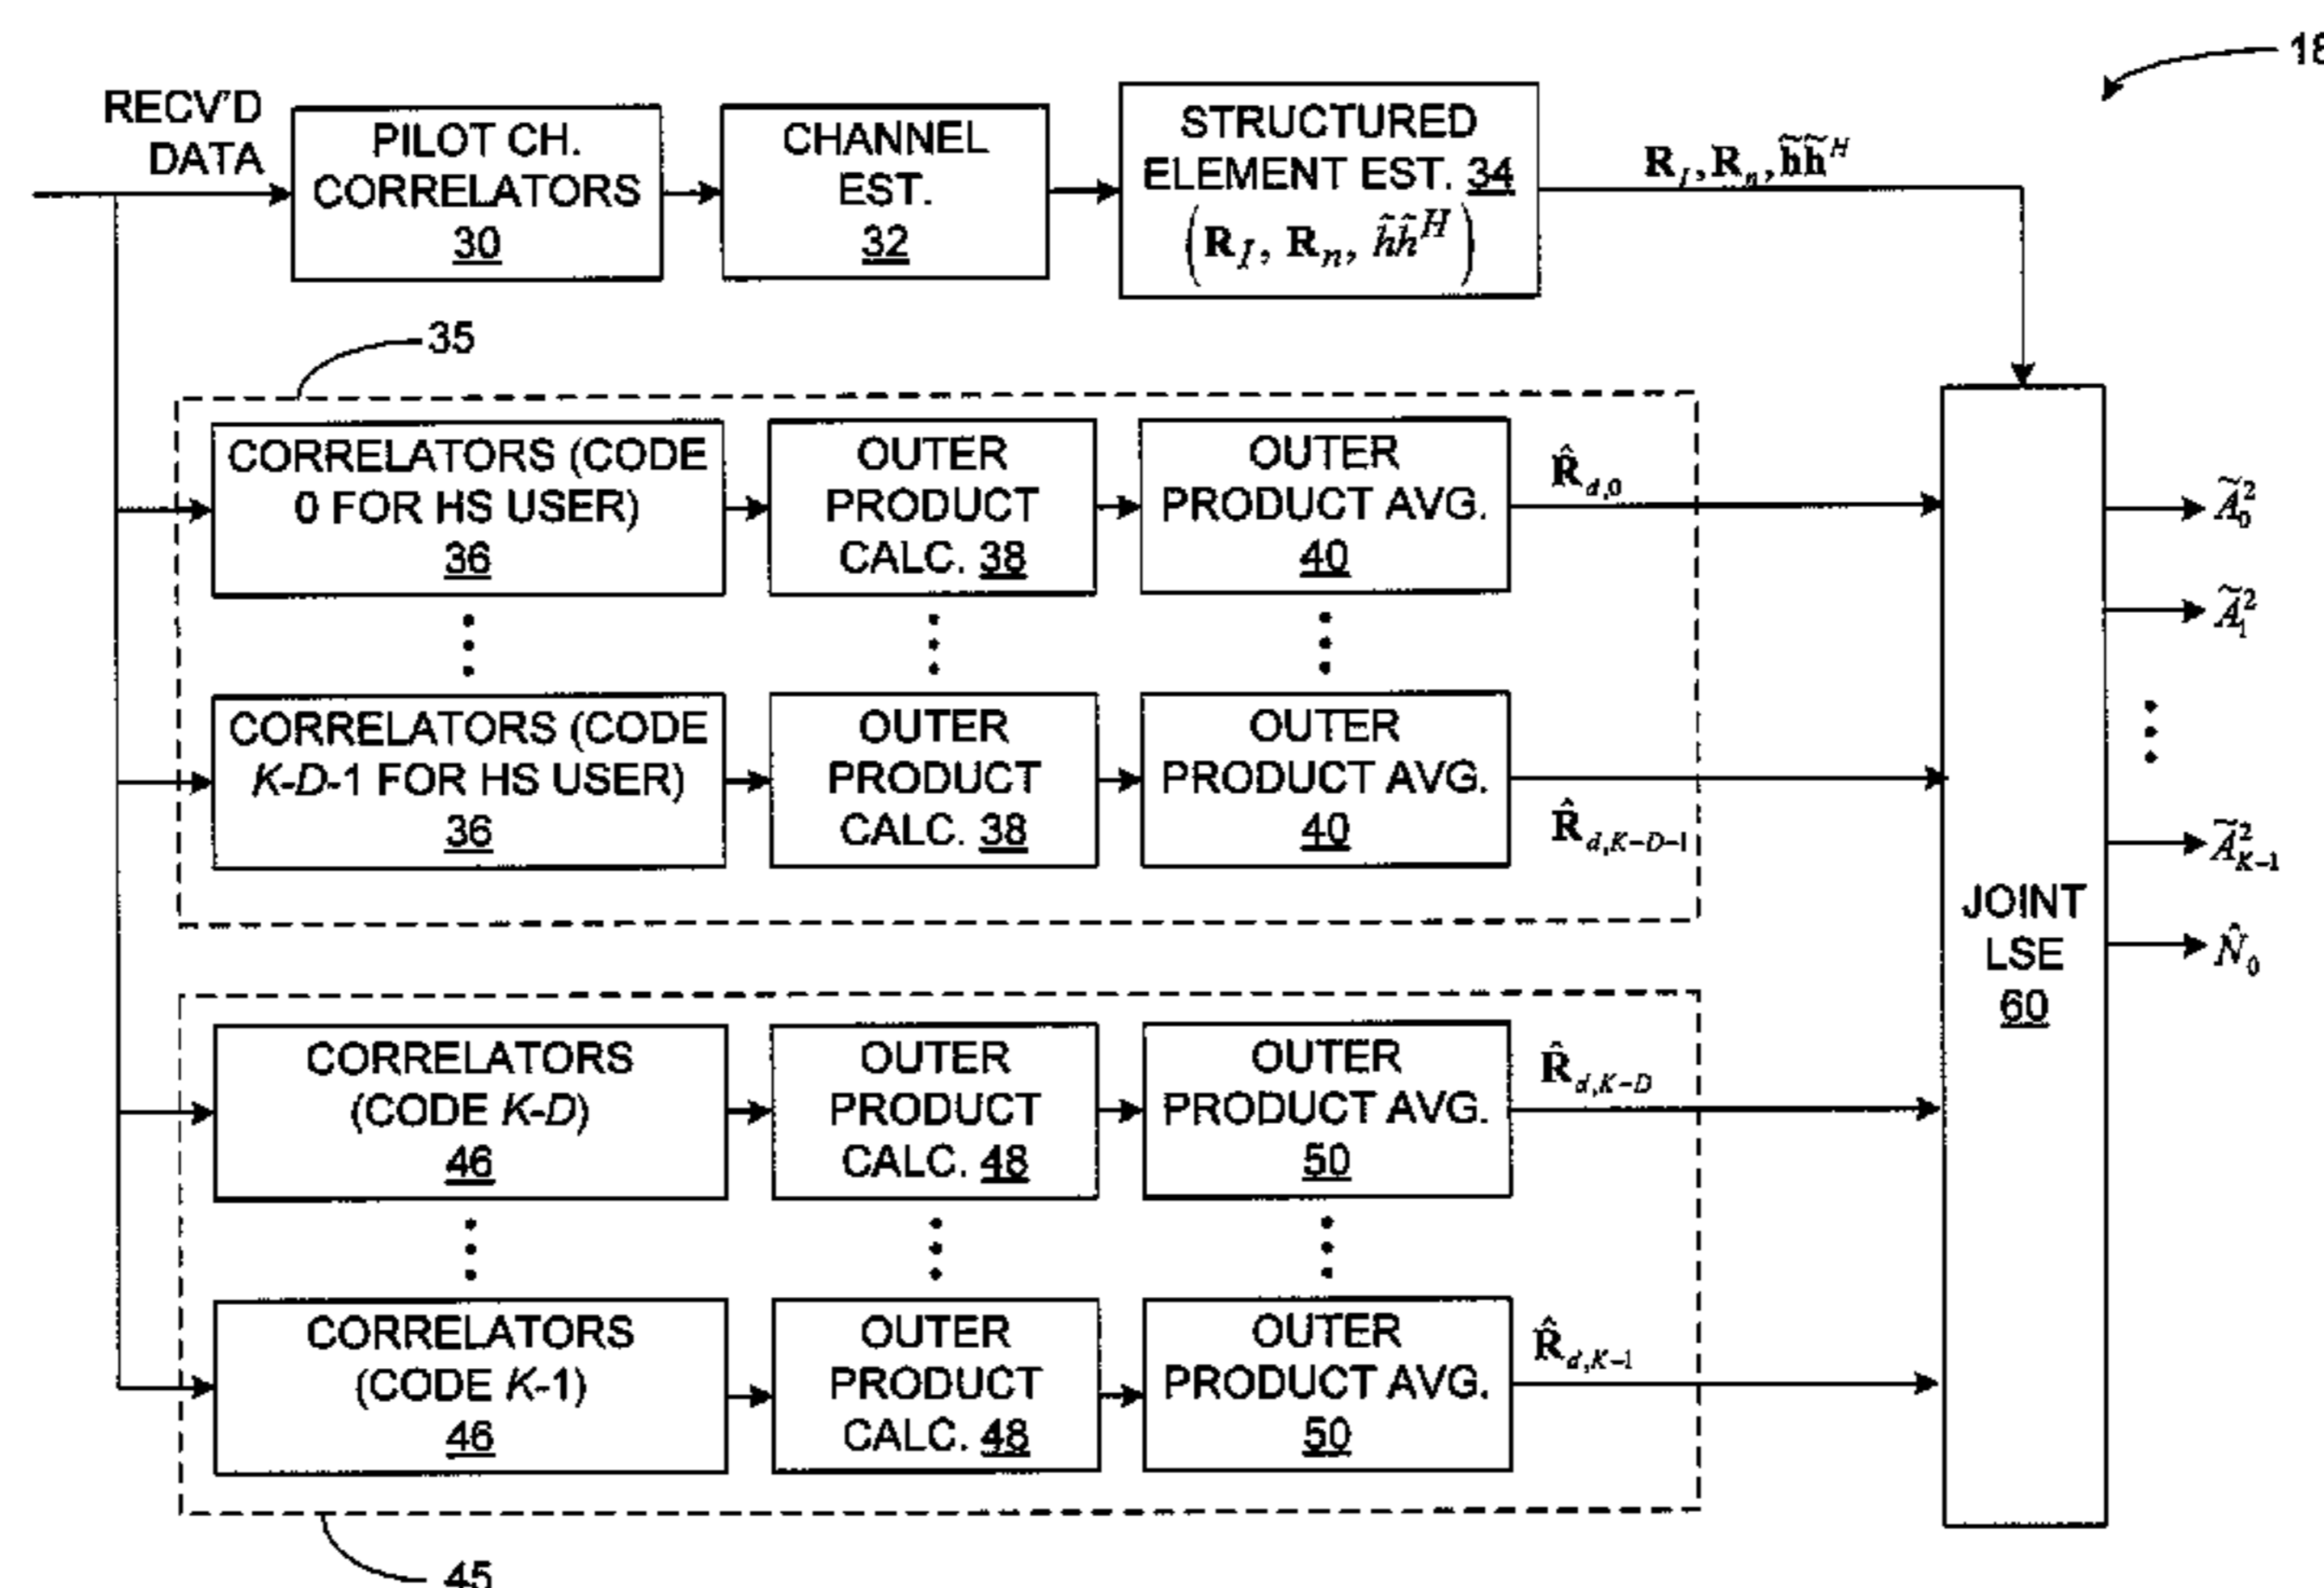 18
RECV'D
DATA
PILOT CH.
CORRELATORS
30
CHANNEL
EST.
32
STRUCTURED
ELEMENT EST. 34
(R_I, R_n, h̃h̃^H)
R_I, R_n, h̃h̃^H
35
CORRELATORS (CODE
0 FOR HS USER)
36
OUTER
PRODUCT
CALC. 38
OUTER
PRODUCT AVG.
40
R̂_d,0
CORRELATORS (CODE
K-D-1 FOR HS USER)
36
OUTER
PRODUCT
CALC. 38
OUTER
PRODUCT AVG.
40
R̂_d,K-D-1
CORRELATORS
(CODE K-D)
46
OUTER
PRODUCT
CALC. 48
OUTER
PRODUCT AVG.
50
R̂_d,K-D
CORRELATORS
(CODE K-1)
46
OUTER
PRODUCT
CALC. 48
OUTER
PRODUCT AVG.
50
R̂_d,K-1
45
JOINT
LSE
60
Ã_0^2
Ã_1^2
Ã_K-1^2
N̂_0